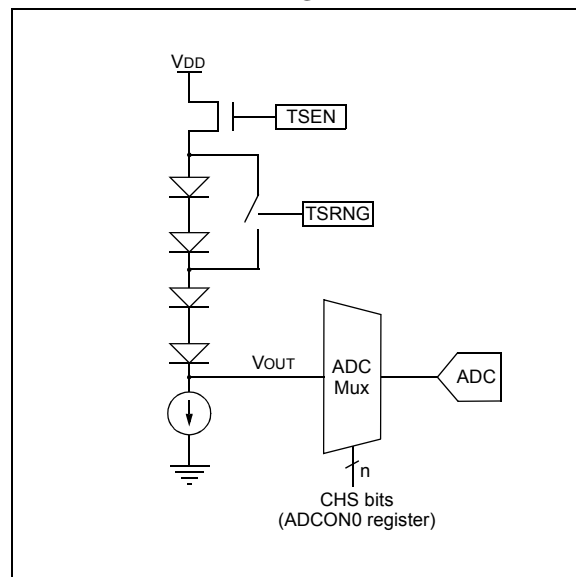 VDD
TSEN
TSRNG
VOUT
ADC
Mux
ADC
n
CHS bits
(ADCON0 register)